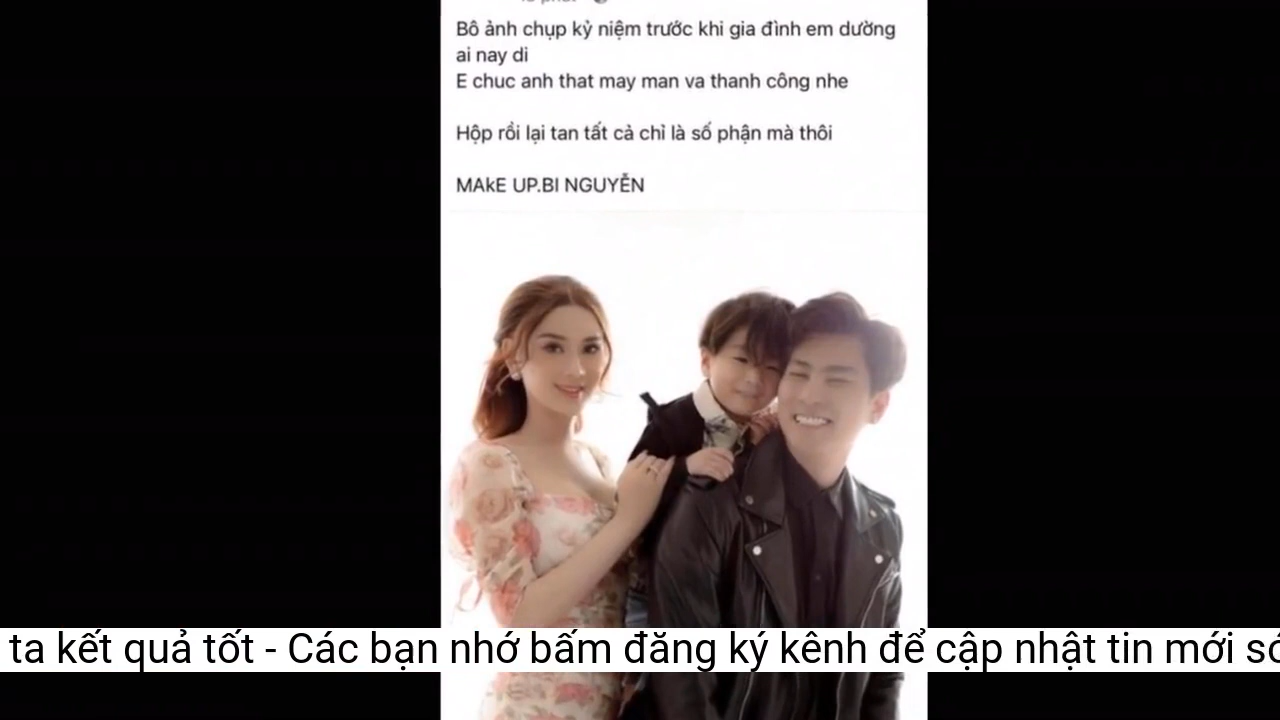 Bô ảnh chụp kỷ niệm trước khi gia đình em dường
ai nay di
E chuc anh that may man va thanh công nhe
Hộp rồi lại tan tất cả chỉ là số phận mà thôi
MAkE UP.BI NGUYỄN
ta kết quả tốt - Các bạn nhớ bấm đăng ký kênh để cập nhật tin mới